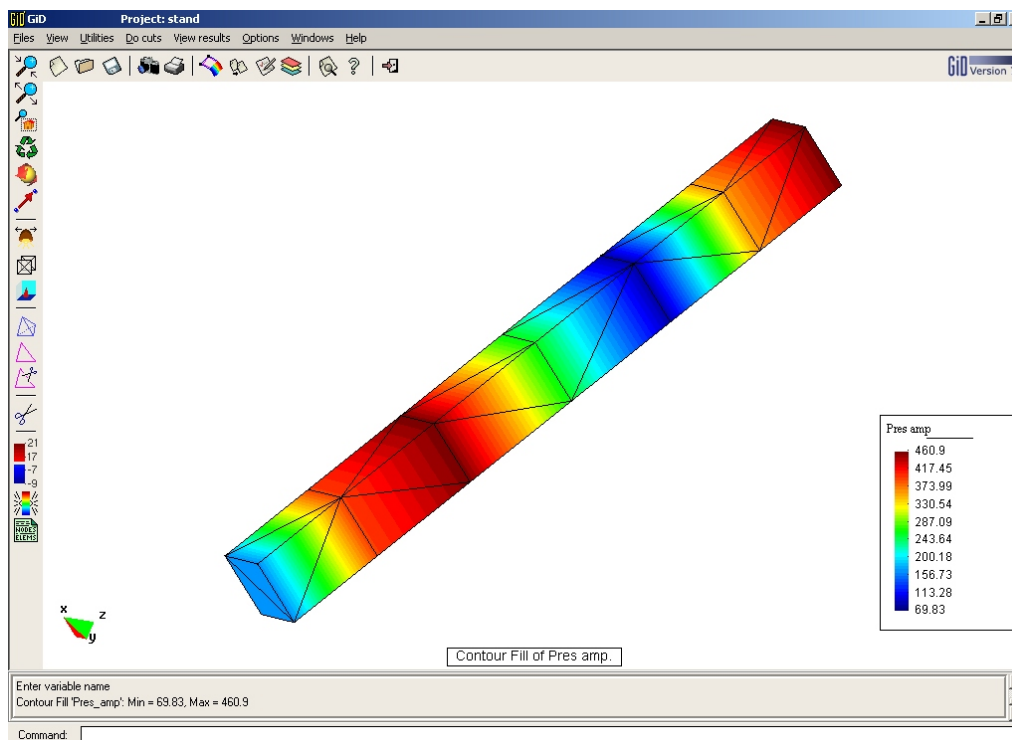 GiD GiD Project: stand
Files View Utilities Do cuts View results Options Windows Help
GiD Version
x
z
y
21
17
-7
-9
NODES
ELEMS
Pres amp
460.9
417.45
373.99
330.54
287.09
243.64
200.18
156.73
113.28
69.83
Contour Fill of Pres amp.
Enter variable name
Contour Fill 'Pres_amp': Min = 69.83, Max = 460.9
Command: